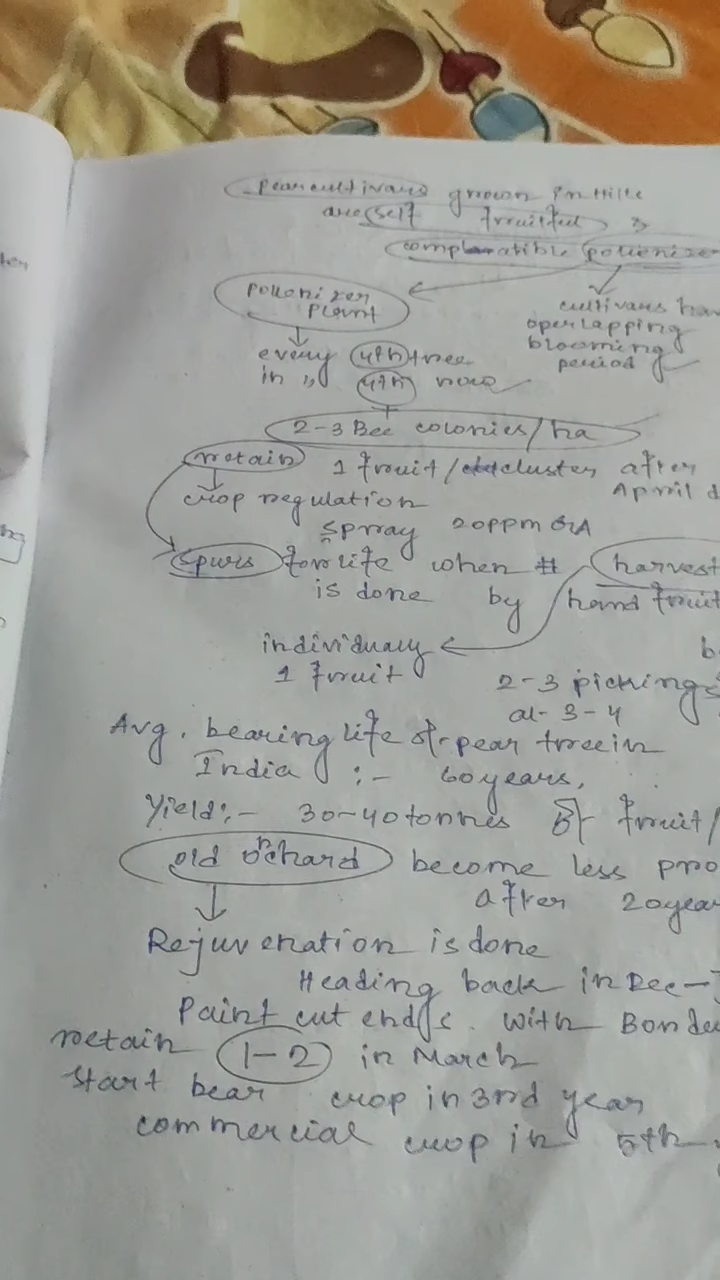 Pear cultivars grown in Hills
are self fruitful &
compatible pollenizer
pollenizer
plant
cultivars hav
operlapping
blooming
period
every 4th tree
in " 4th row
+
2-3 Bee colonies/ha
retain 1 fruit/cluster after
April d
crop regulation
spray 20ppm
spurs for life when harvest
is done by hand fruit
individually
1 fruit
b
2-3 pickings
at 3-4
Avg. bearing life of pear tree in
India :- 60 years,
Yield:- 30-40 tonnes of fruit/
old Orchard become less pro
after 20 year
Rejuvenation is done
Heading back in Dec-J
Paint cut ends with Borde
retain 1-2 in March
Start bear crop in 3rd year
commercial crop in 5th y